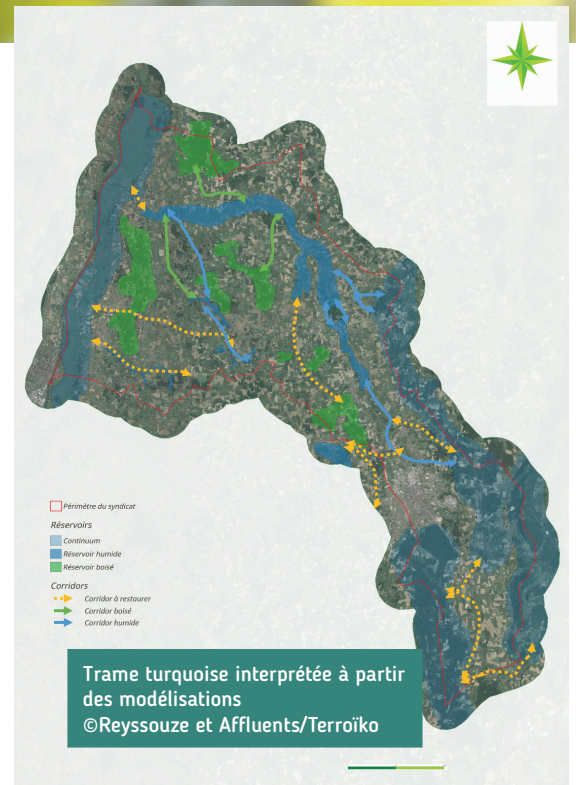 Périmètre du syndicat
Réservoirs
Continuum
Réservoir humide
Réservoir boisé
Corridors
Corridor à restaurer
Corridor boisé
Corridor humide
Trame turquoise interprétée à partir
des modélisations
©Reyssouze et Affluents/Terroïko